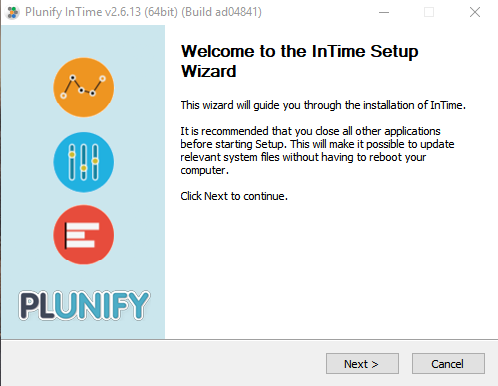 Plunify InTime v2.6.13 (64bit) (Build ad04841)
Welcome to the InTime Setup
Wizard
This wizard will guide you through the installation of InTime.
It is recommended that you close all other applications
before starting Setup. This will make it possible to update
relevant system files without having to reboot your
computer.
Click Next to continue.
PLUNIFY
Next >
Cancel